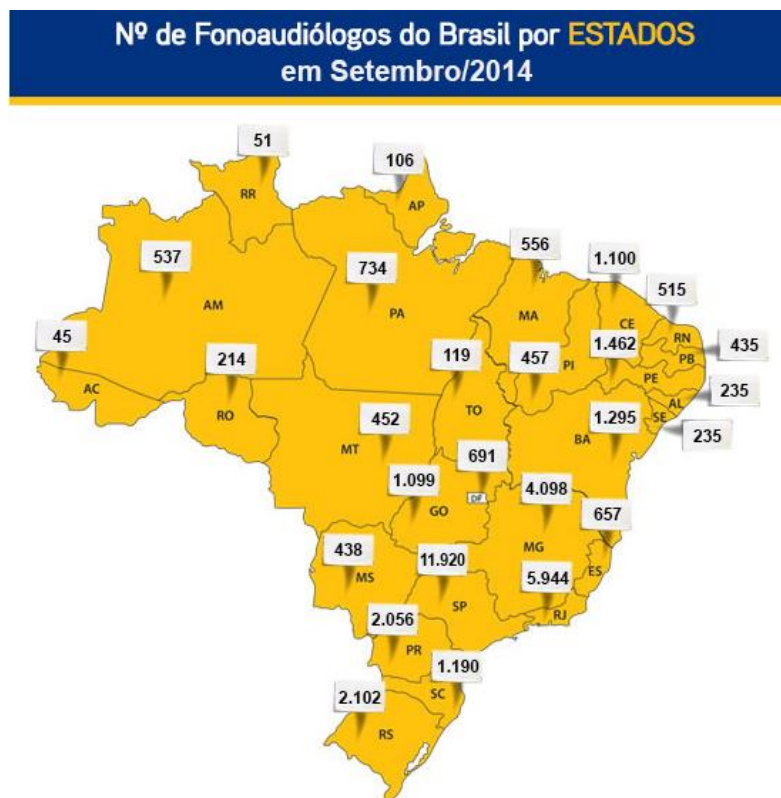 Nº de Fonoaudiólogos do Brasil por ESTADOS
em Setembro/2014
51
106
RR
AP
537
734
556
1.100
515
AM
PA
MA
CE
RN
45
214
119
457
1.462
PI
PB
435
AC
RO
TO
PE
AL
235
452
1.295
SE
MT
BA
235
691
1.099
DF
4.098
GO
657
438
11.920
MG
MS
5.944
ES
SP
RJ
2.056
PR
1.190
2.102
SC
RS